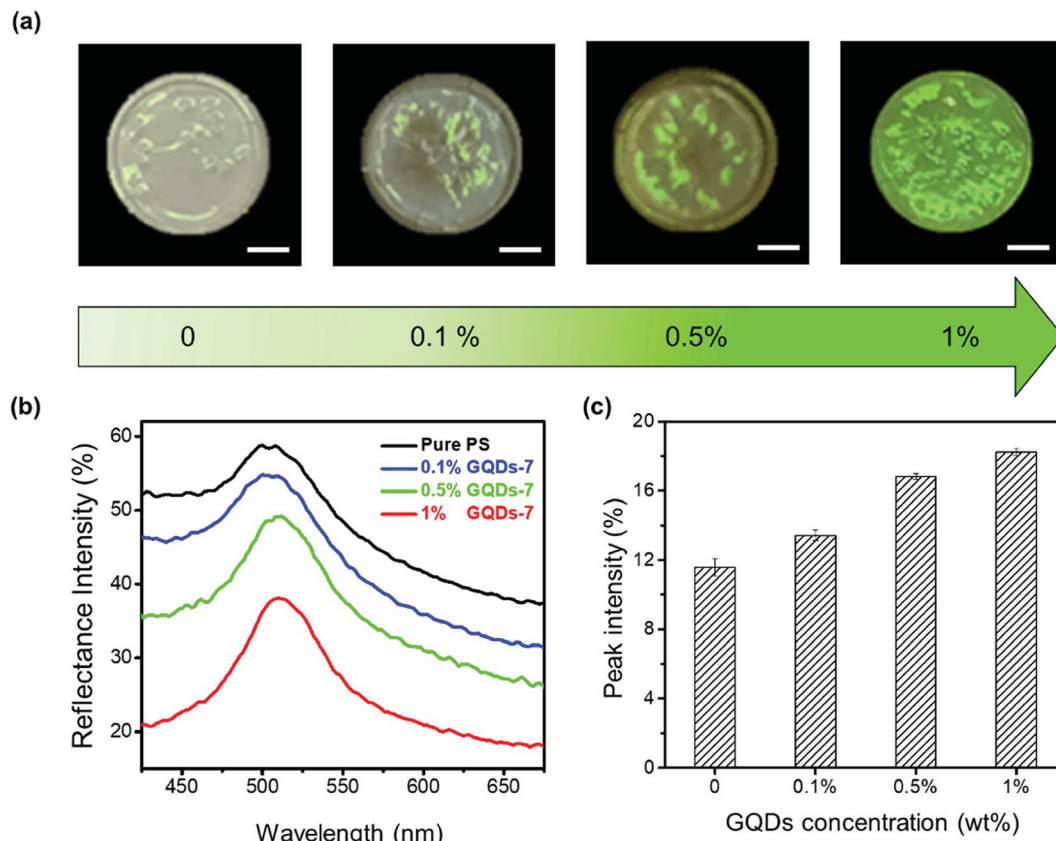 (a)
0 0.1 % 0.5% 1%
(b)
Reflectance Intensity (%)
60
50
40
30
20
Pure PS
0.1% GQDs-7
0.5% GQDs-7
1% GQDs-7
450 500 550 600 650
Wavelength (nm)
(c)
Peak intensity (%)
20
16
12
8
4
0
0 0.1% 0.5% 1%
GQDs concentration (wt%)